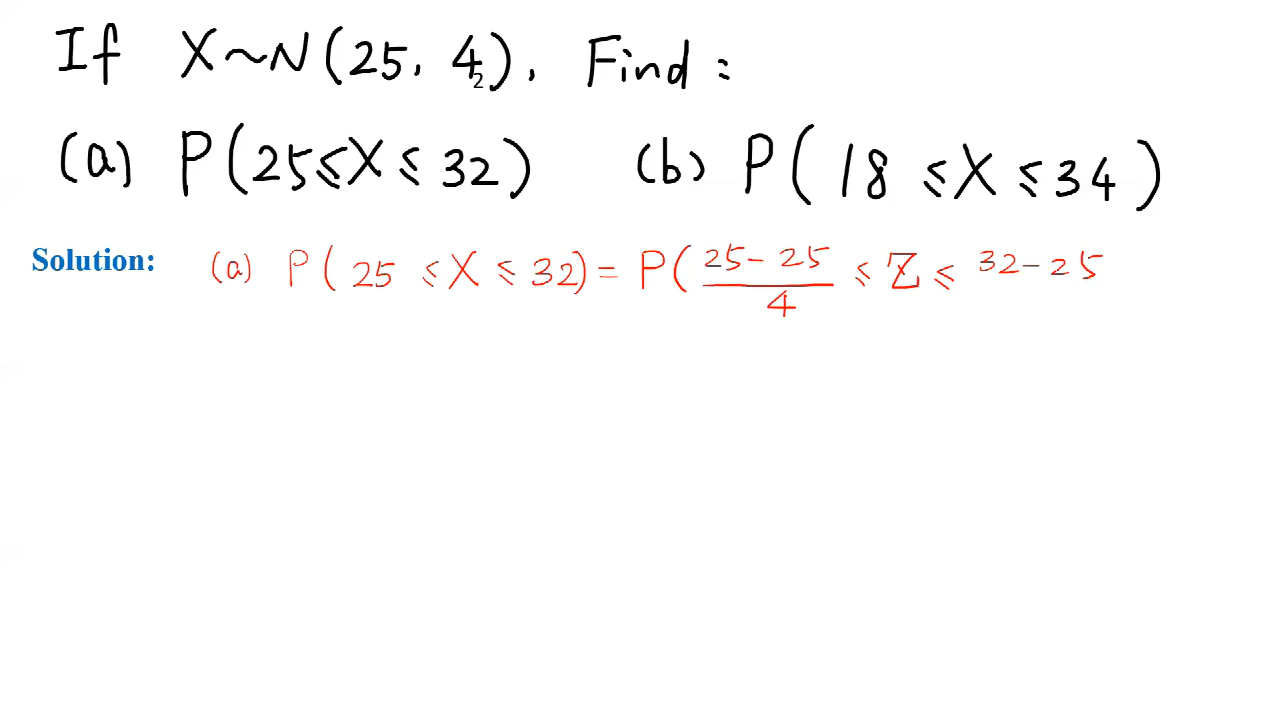 If X~N(25, 4²). Find:
(a) P(25≤X≤32) (b) P(18≤X≤34)
Solution: (a) P(25≤X≤32)=P((25-25)/4≤Z≤32-25